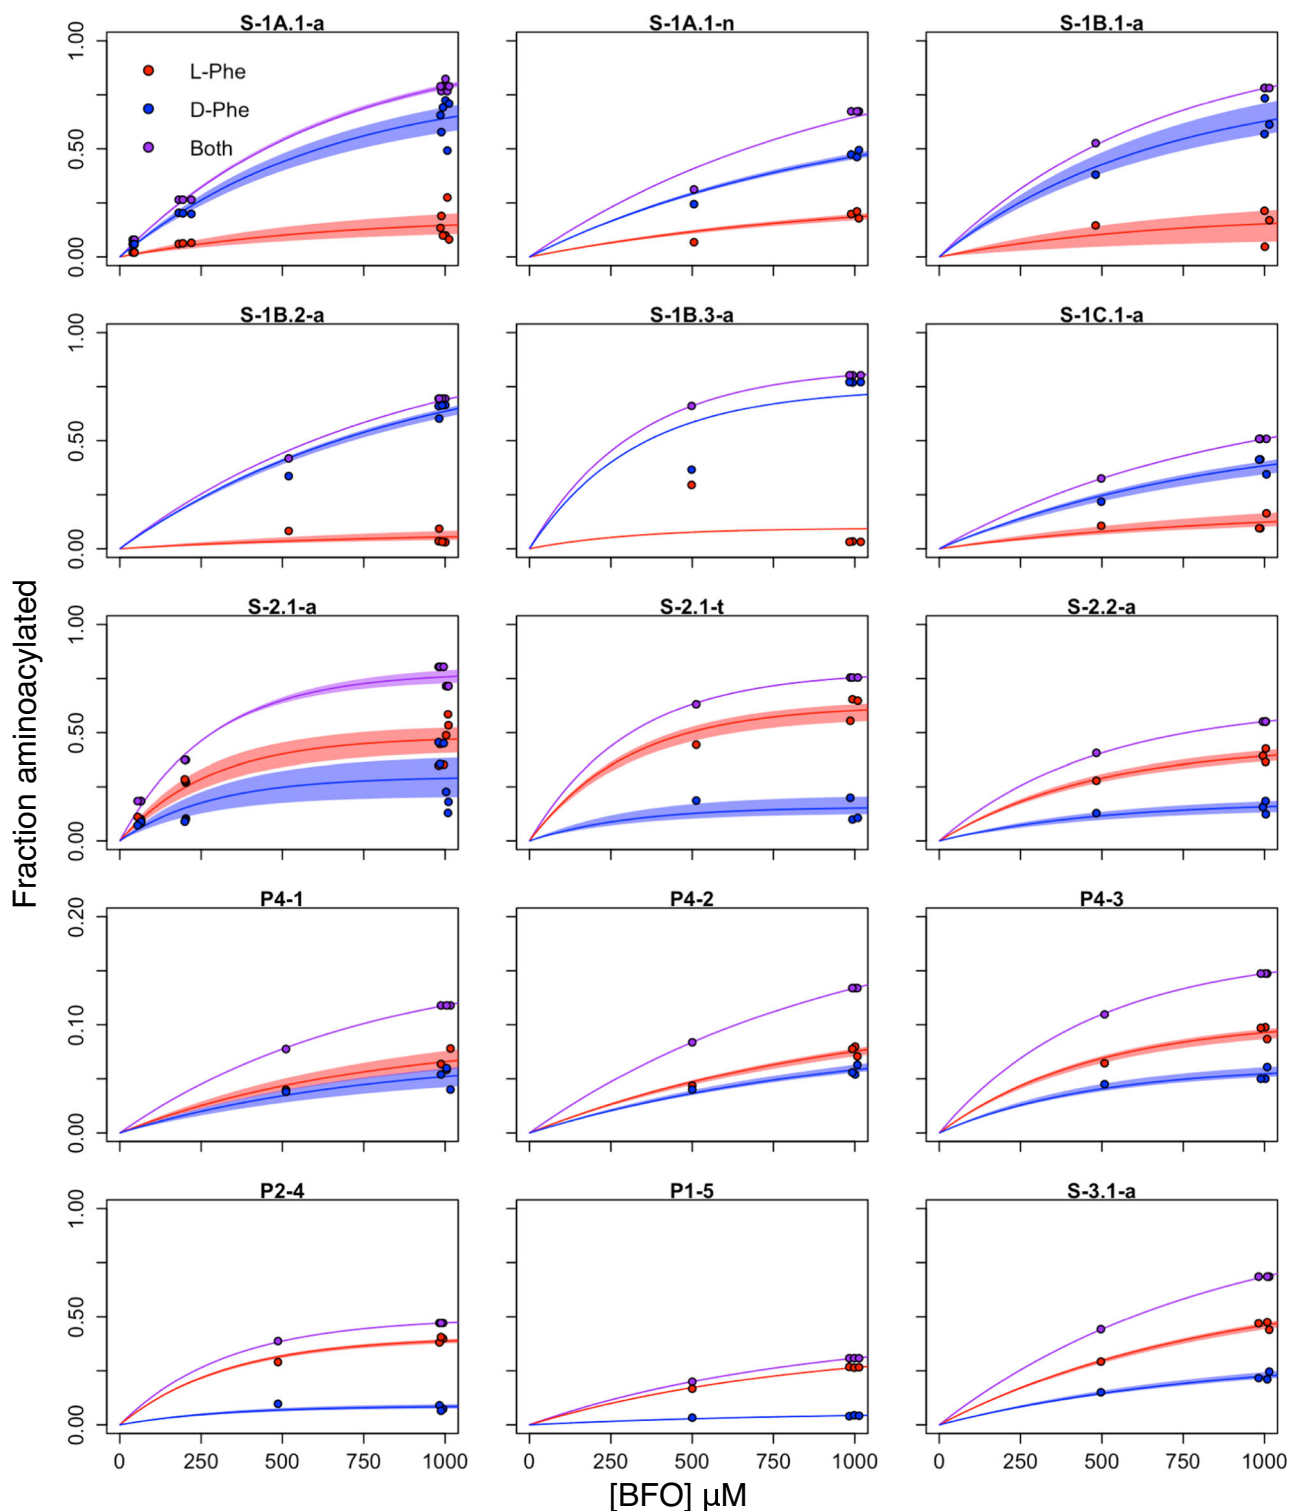 S-1A.1-a
S-1A.1-n
S-1B.1-a
1.00
0.50
0.00
L-Phe
D-Phe
Both
S-1B.2-a
S-1B.3-a
S-1C.1-a
1.00
0.50
0.00
S-2.1-a
S-2.1-t
S-2.2-a
1.00
0.50
0.00
Fraction aminoacylated
P4-1
P4-2
P4-3
0.20
0.10
0.00
P2-4
P1-5
S-3.1-a
1.00
0.50
0.00
0 250 500 750 1000
0 250 500 750 1000
0 250 500 750 1000
[BFO] µM